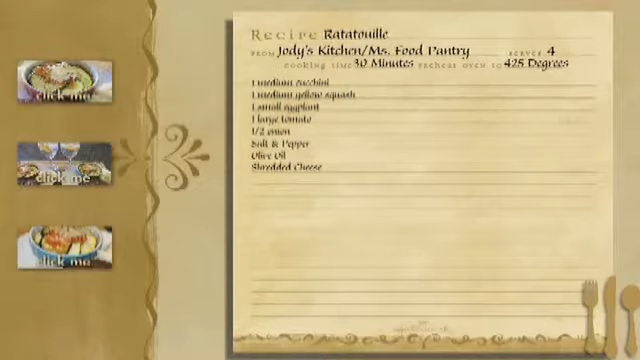 Recipe Ratatouille
FROM Jody's Kitchen/Ms. Food Pantry SERVES 4
cooking time 30 Minutes preheat oven to 425 Degrees
1 medium zucchini
1 medium yellow squash
1 small eggplant
1 large tomato
1/2 onion
Salt & Pepper
Olive Oil
Shredded Cheese
click me
click me
click me